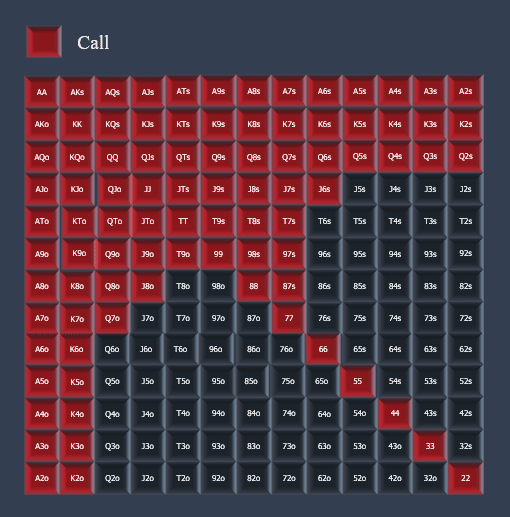 Call
AA AKs AQs AJs ATs A9s A8s A7s A6s A5s A4s A3s A2s
AKo KK KQs KJs KTs K9s K8s K7s K6s K5s K4s K3s K2s
AQo KQo QQ QJs QTs Q9s Q8s Q7s Q6s Q5s Q4s Q3s Q2s
AJo KJo QJo JJ JTs J9s J8s J7s J6s J5s J4s J3s J2s
ATo KTo QTo JTo TT T9s T8s T7s T6s T5s T4s T3s T2s
A9o K9o Q9o J9o T9o 99 98s 97s 96s 95s 94s 93s 92s
A8o K8o Q8o J8o T8o 98o 88 87s 86s 85s 84s 83s 82s
A7o K7o Q7o J7o T7o 97o 87o 77 76s 75s 74s 73s 72s
A6o K6o Q6o J6o T6o 96o 86o 76o 66 65s 64s 63s 62s
A5o K5o Q5o J5o T5o 95o 85o 75o 65o 55 54s 53s 52s
A4o K4o Q4o J4o T4o 94o 84o 74o 64o 54o 44 43s 42s
A3o K3o Q3o J3o T3o 93o 83o 73o 63o 53o 43o 33 32s
A2o K2o Q2o J2o T2o 92o 82o 72o 62o 52o 42o 32o 22